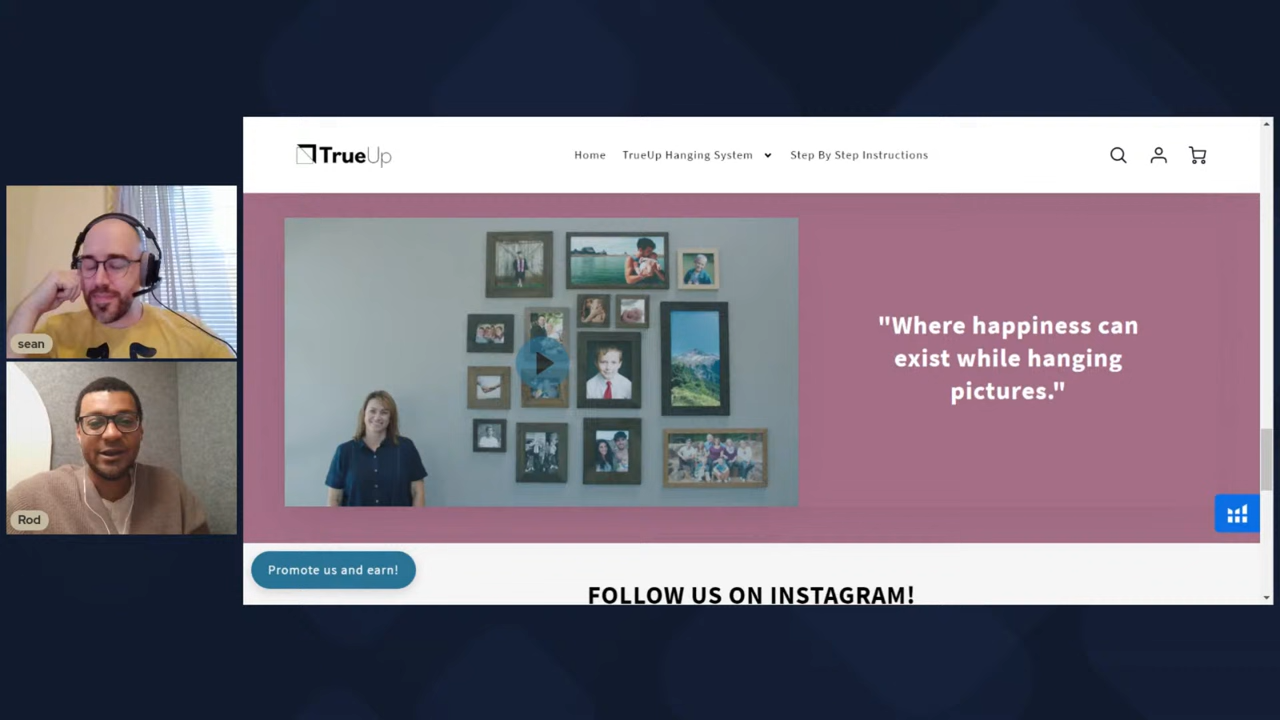 TrueUp
Home
TrueUp Hanging System
Step By Step Instructions
sean
Rod
"Where happiness can
exist while hanging
pictures."
Promote us and earn!
FOLLOW US ON INSTAGRAM!